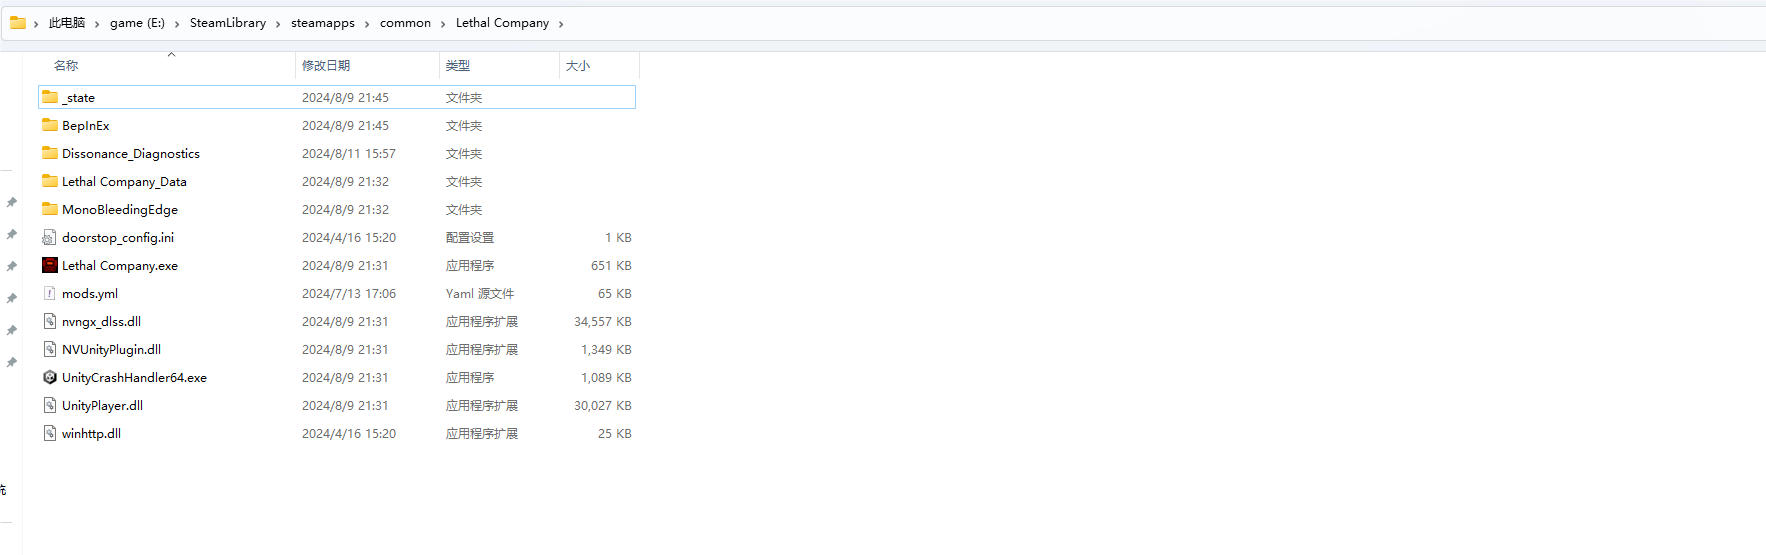 此电脑 > game (E:) > SteamLibrary > steamapps > common > Lethal Company >
名称 修改日期 类型 大小
_state 2024/8/9 21:45 文件夹
BepInEx 2024/8/9 21:45 文件夹
Dissonance_Diagnostics 2024/8/11 15:57 文件夹
Lethal Company_Data 2024/8/9 21:32 文件夹
MonoBleedingEdge 2024/8/9 21:32 文件夹
doorstop_config.ini 2024/4/16 15:20 配置设置 1 KB
Lethal Company.exe 2024/8/9 21:31 应用程序 651 KB
mods.yml 2024/7/13 17:06 Yaml 源文件 65 KB
nvngx_dlss.dll 2024/8/9 21:31 应用程序扩展 34,557 KB
NVUnityPlugin.dll 2024/8/9 21:31 应用程序扩展 1,349 KB
UnityCrashHandler64.exe 2024/8/9 21:31 应用程序 1,089 KB
UnityPlayer.dll 2024/8/9 21:31 应用程序扩展 30,027 KB
winhttp.dll 2024/4/16 15:20 应用程序扩展 25 KB